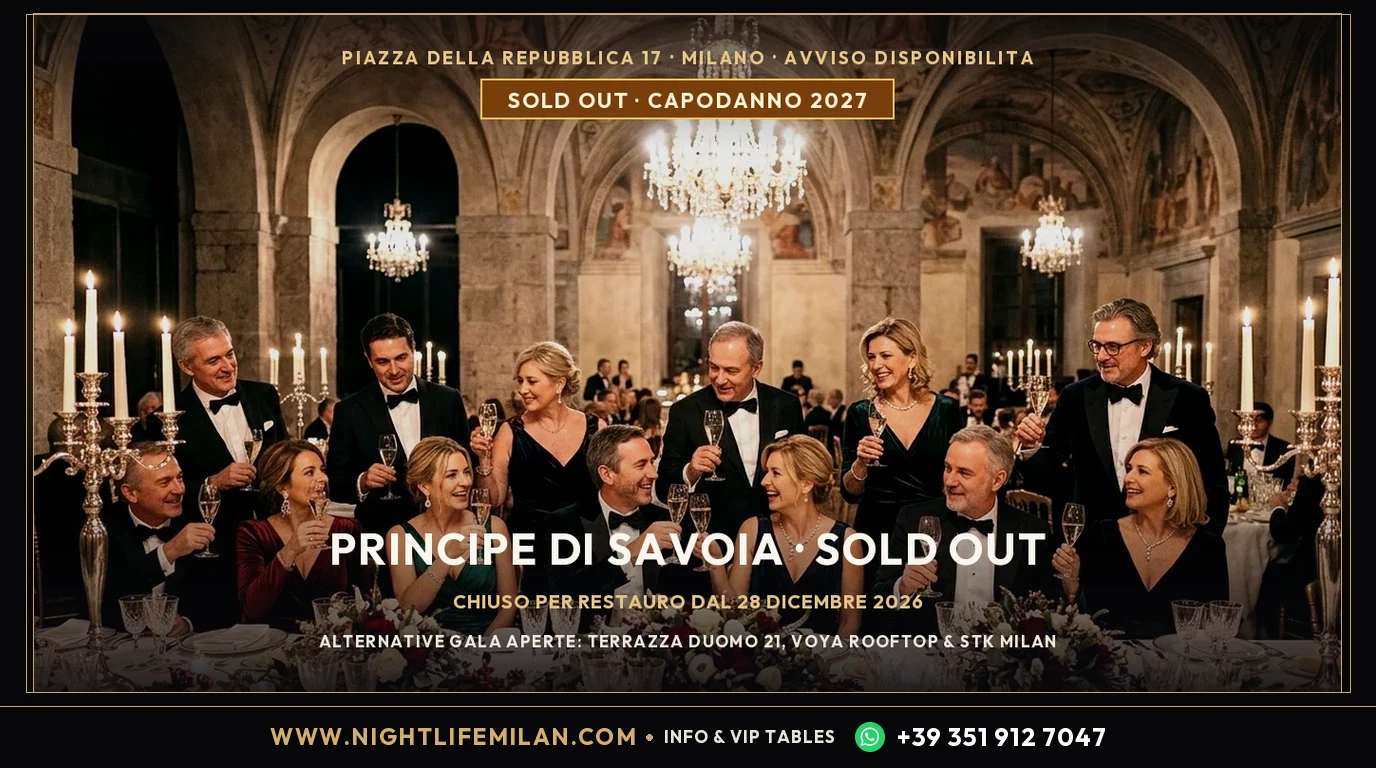 PIAZZA DELLA REPUBBLICA 17 · MILANO · AVVISO DISPONIBILITA
SOLD OUT · CAPODANNO 2027
PRINCIPE DI SAVOIA · SOLD OUT
CHIUSO PER RESTAURO DAL 28 DICEMBRE 2026
ALTERNATIVE GALA APERTE: TERRAZZA DUOMO 21, VOYA ROOFTOP & STK MILAN
WWW.NIGHTLIFEMILAN.COM • INFO & VIP TABLES +39 351 912 7047